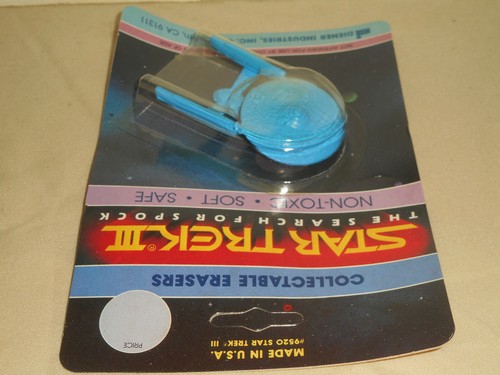 MADE IN U.S.A.
#9520 STAR TREK® III
PRICE
COLLECTABLE ERASERS
STAR TREK III®
THE SEARCH FOR SPOCK
NON-TOXIC • SOFT • SAFE
DIENER INDUSTRIES, INC.
CA 91311